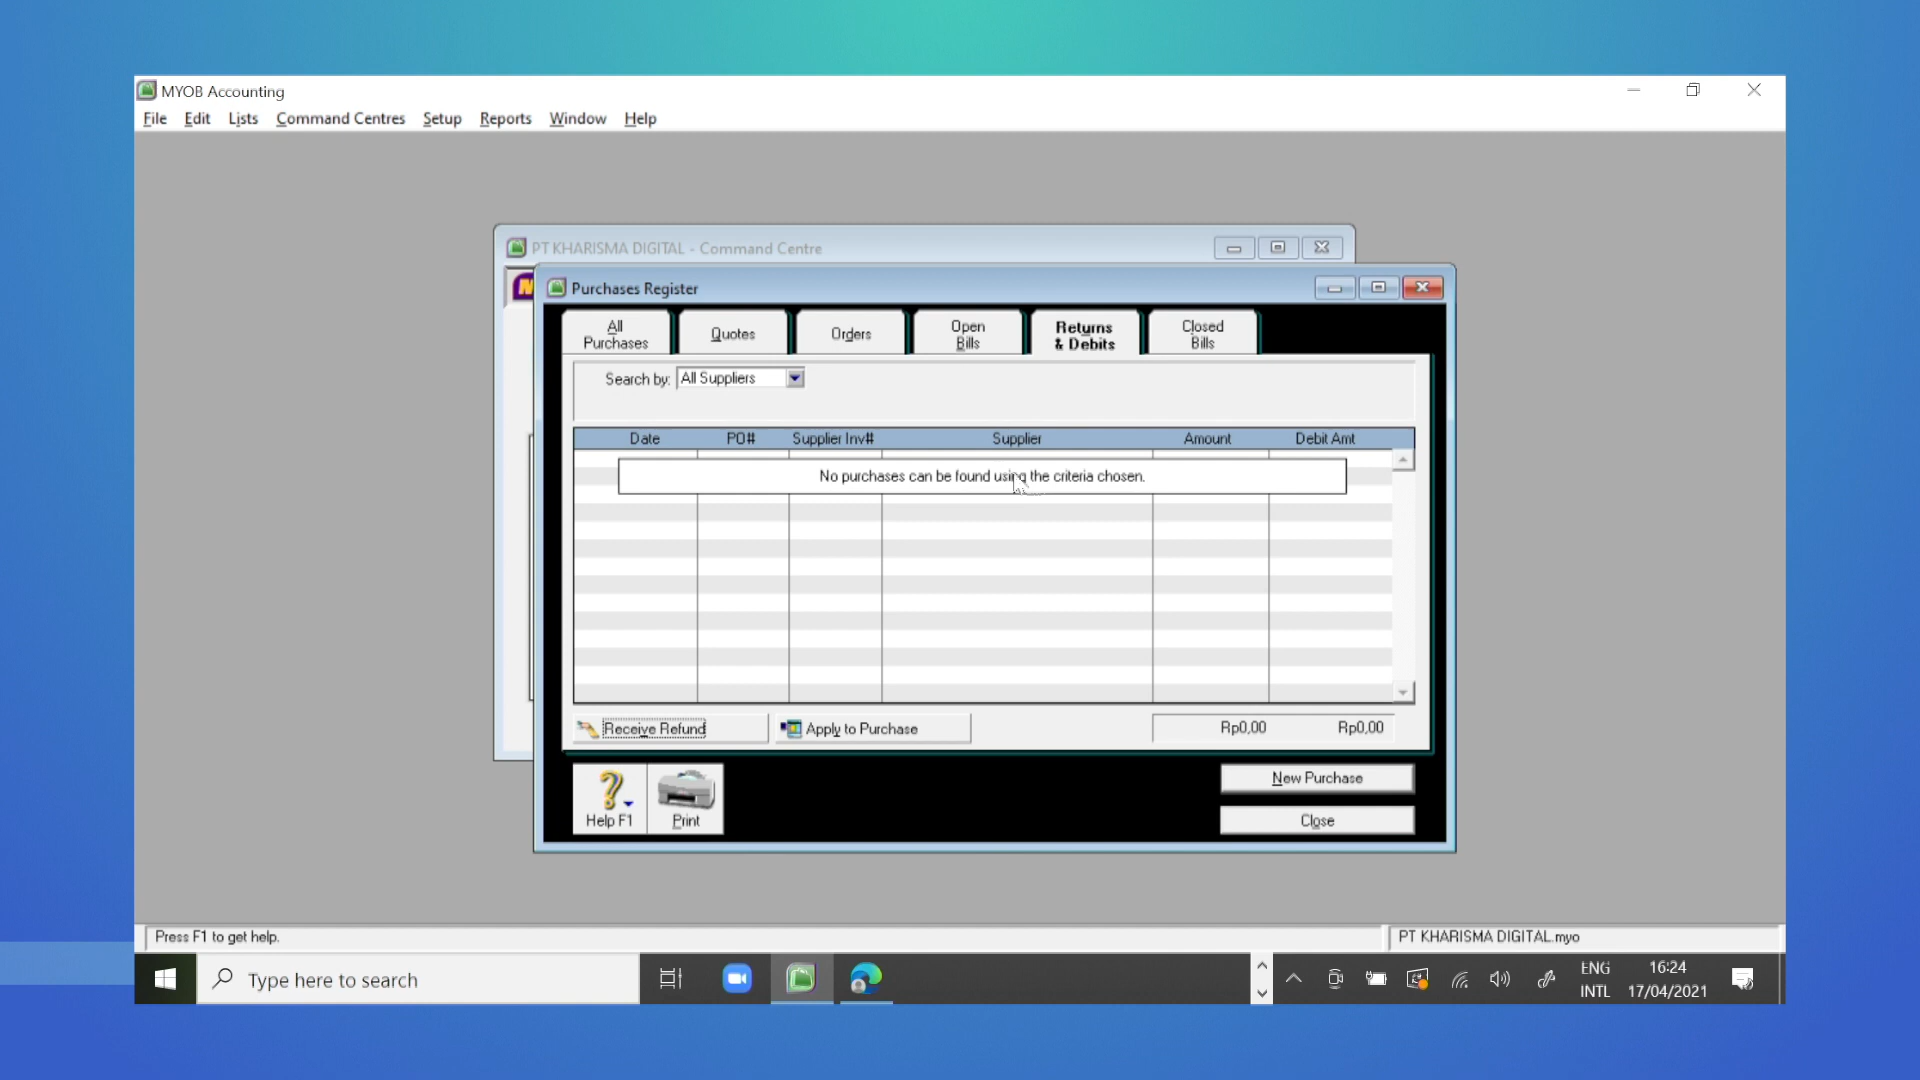 MYOB Accounting
File Edit Lists Command Centres Setup Reports Window Help
PT KHARISMA DIGITAL - Command Centre
Purchases Register
All Purchases
Quotes
Orders
Open Bills
Returns & Debits
Closed Bills
Search by: All Suppliers
Date PO# Supplier Inv# Supplier Amount Debit Amt
No purchases can be found using the criteria chosen.
Receive Refund Apply to Purchase Rp0,00 Rp0,00
New Purchase
Help F1 Print Close
Press F1 to get help. PT KHARISMA DIGITAL.myo
Type here to search
ENG 16:24
INTL 17/04/2021